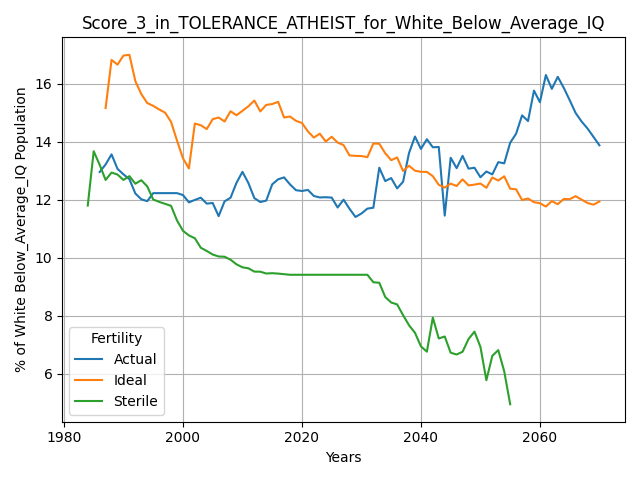 Score_3_in_TOLERANCE_ATHEIST_for_White_Below_Average_IQ
% of White Below_Average_IQ Population
16
14
12
10
8
6
Fertility
Actual
Ideal
Sterile
1980
2000
2020
2040
2060
Years